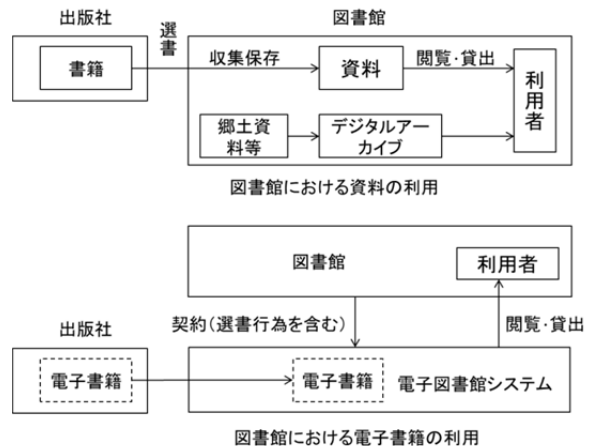 出版社
選書
図書館
書籍
収集保存
資料
閲覧・貸出
利用者
郷土資
料等
デジタルアー
カイブ
図書館における資料の利用
図書館
利用者
出版社
契約(選書行為を含む)
閲覧・貸出
電子書籍
電子書籍
電子図書館システム
図書館における電子書籍の利用